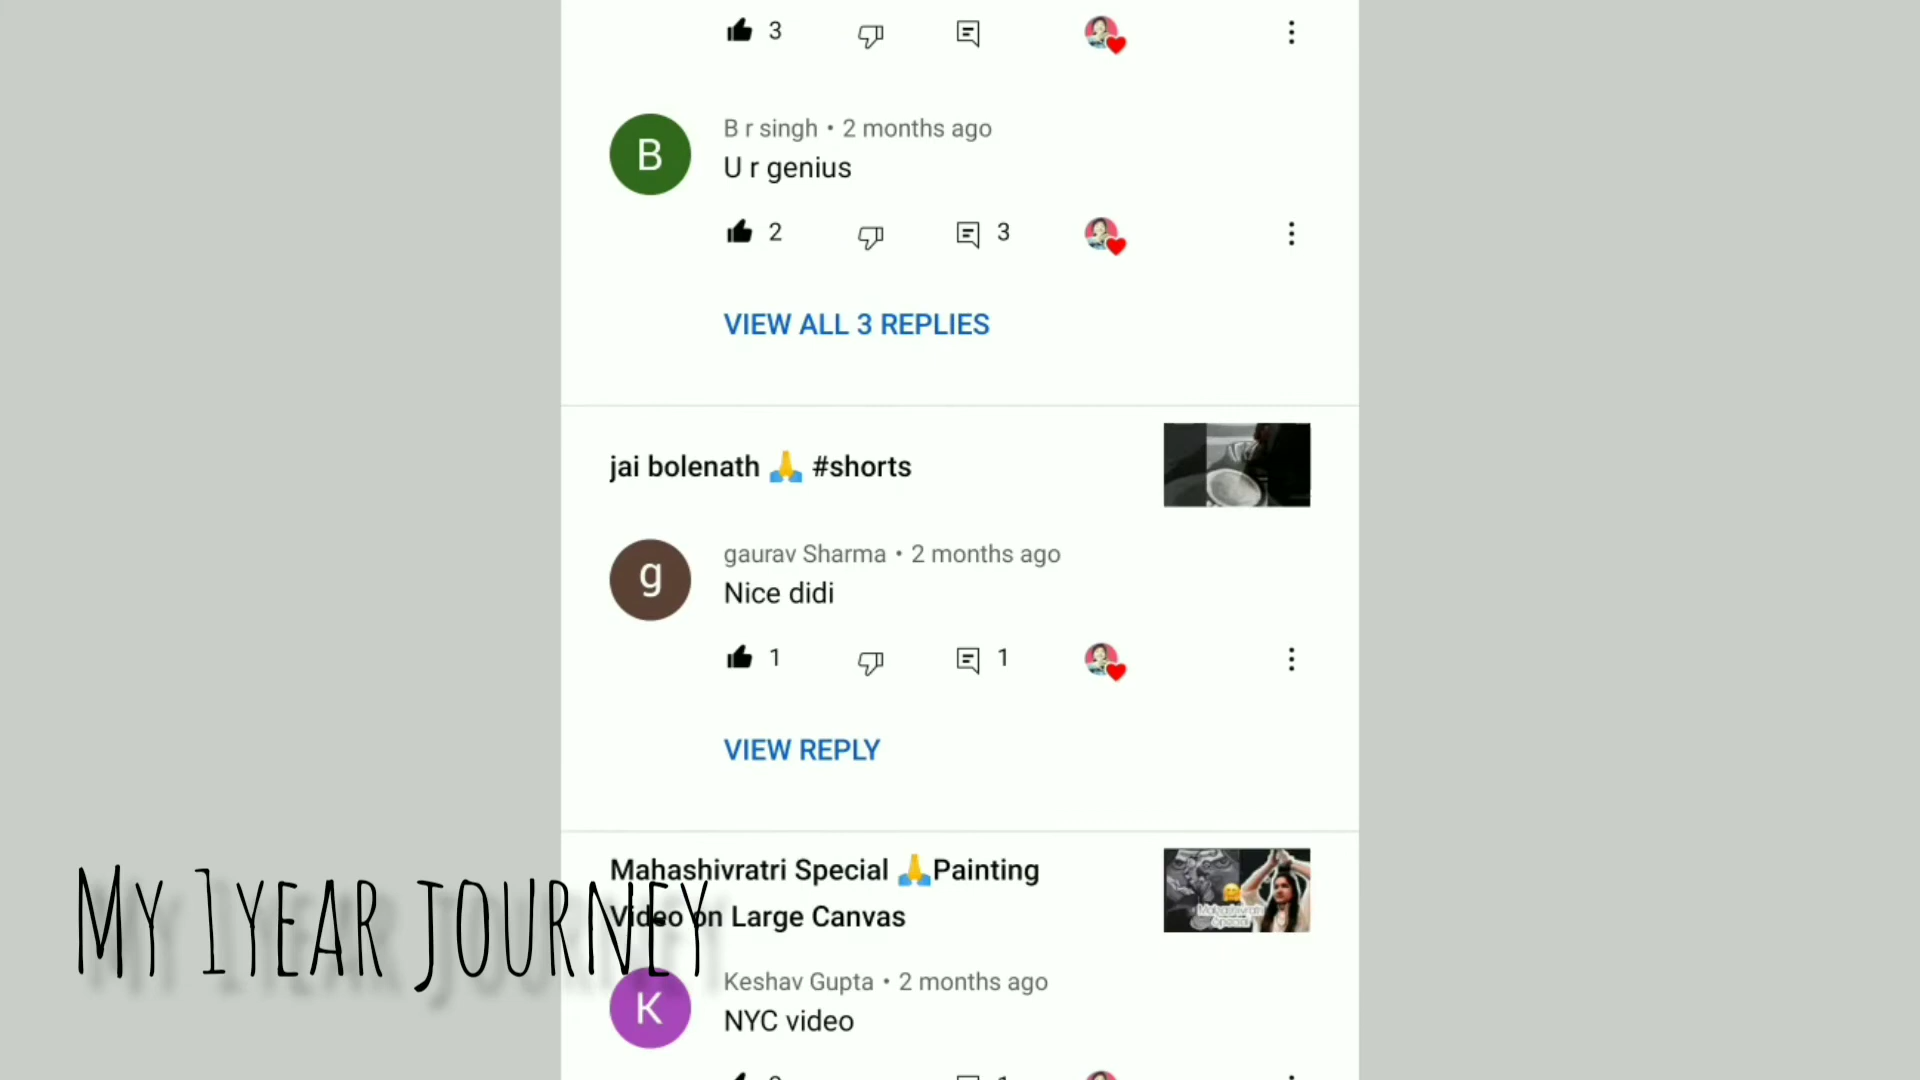 3
B
B r singh • 2 months ago
U r genius
2 3
VIEW ALL 3 REPLIES
jai bolenath 🙏 #shorts
g
gaurav Sharma • 2 months ago
Nice didi
1 1
VIEW REPLY
Mahashivratri Special 🙏Painting
Video on Large Canvas
Mahashivratri
Special
My 1year journey
K
Keshav Gupta • 2 months ago
NYC video